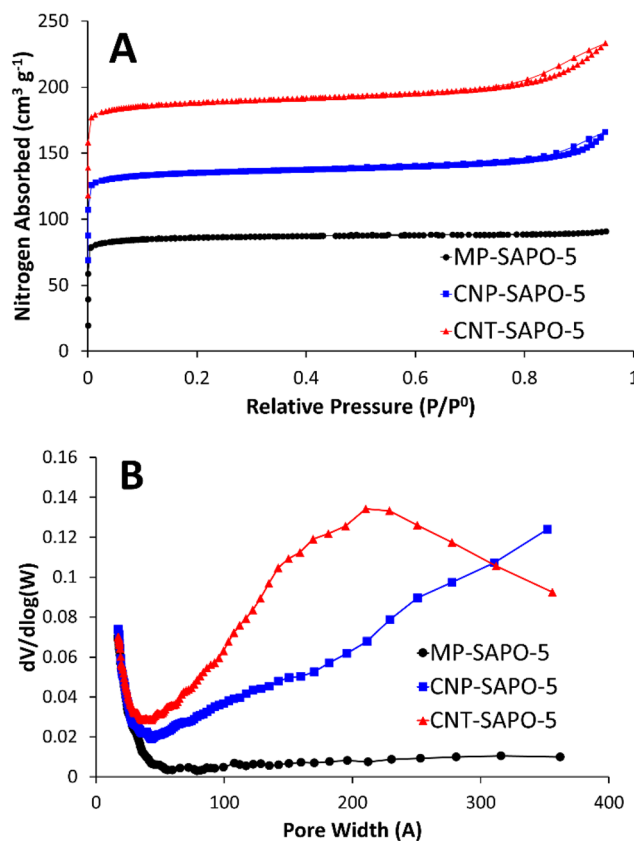 A
Nitrogen Absorbed (cm³ g⁻¹)
250
200
150
100
50
0
MP-SAPO-5
CNP-SAPO-5
CNT-SAPO-5
0 0.2 0.4 0.6 0.8 1
Relative Pressure (P/P⁰)
B
dV/dlog(W)
0.16
0.14
0.12
0.1
0.08
0.06
0.04
0.02
0
MP-SAPO-5
CNP-SAPO-5
CNT-SAPO-5
0 100 200 300 400
Pore Width (A)